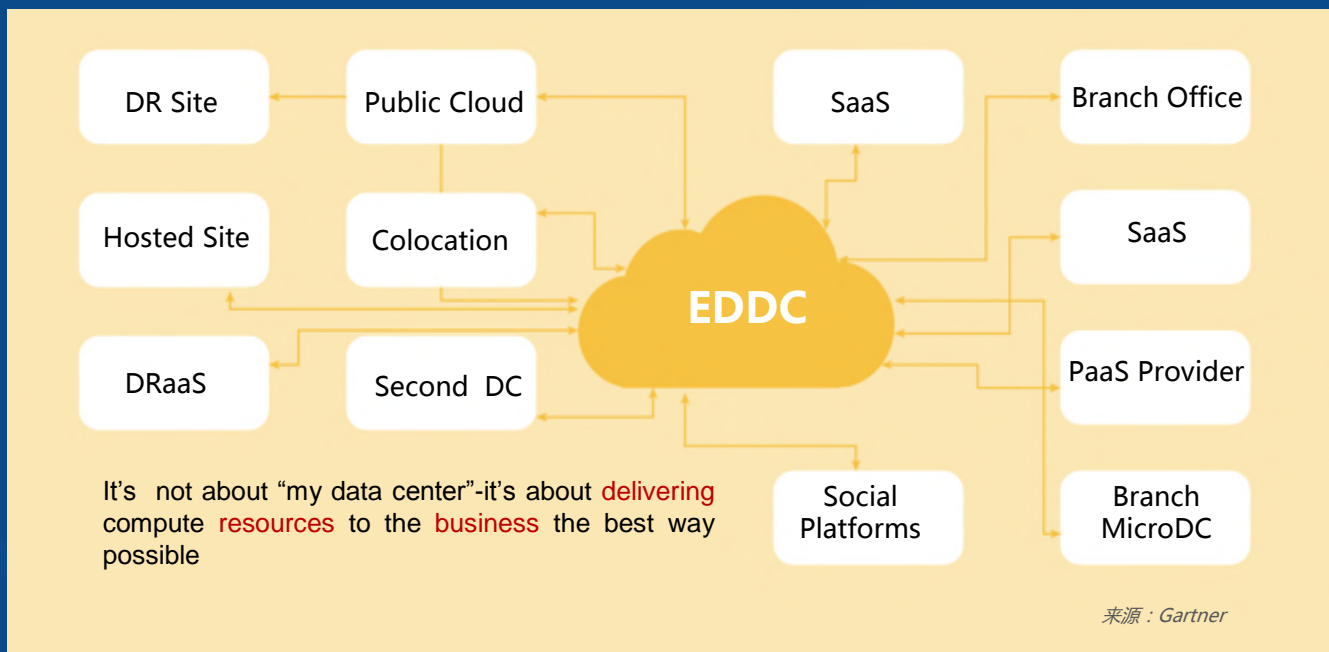 DR Site
Public Cloud
SaaS
Branch Office
Hosted Site
Colocation
SaaS
EDDC
DRaaS
Second DC
PaaS Provider
It's not about “my data center”-it's about delivering
compute resources to the business the best way
possible
Social
Platforms
Branch
MicroDC
来源：Gartner